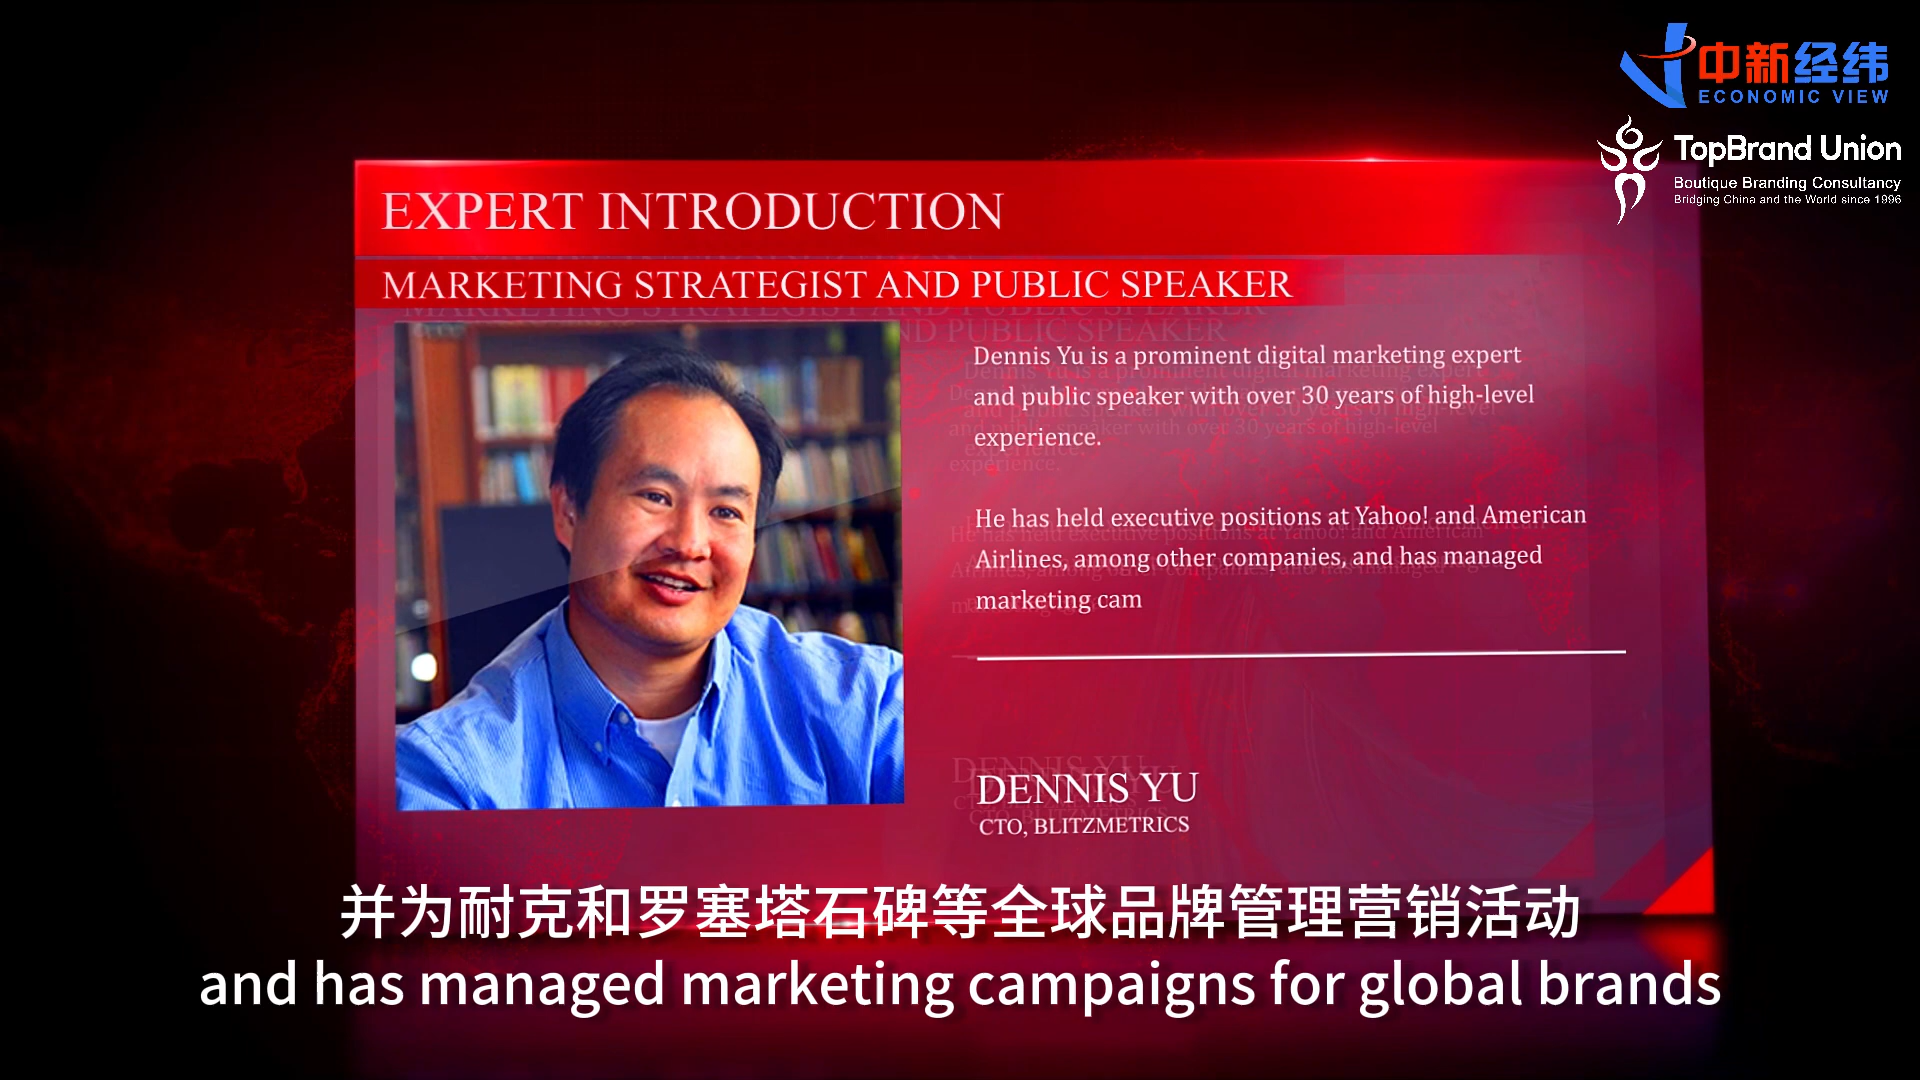 中新经纬
ECONOMIC VIEW
TopBrand Union
Boutique Branding Consultancy
Bridging China and the World since 1996
EXPERT INTRODUCTION
MARKETING STRATEGIST AND PUBLIC SPEAKER
Dennis Yu is a prominent digital marketing expert
and public speaker with over 30 years of high-level
experience.
He has held executive positions at Yahoo! and American
Airlines, among other companies, and has managed
marketing cam
DENNIS YU
CTO, BLITZMETRICS
并为耐克和罗塞塔石碑等全球品牌管理营销活动
and has managed marketing campaigns for global brands